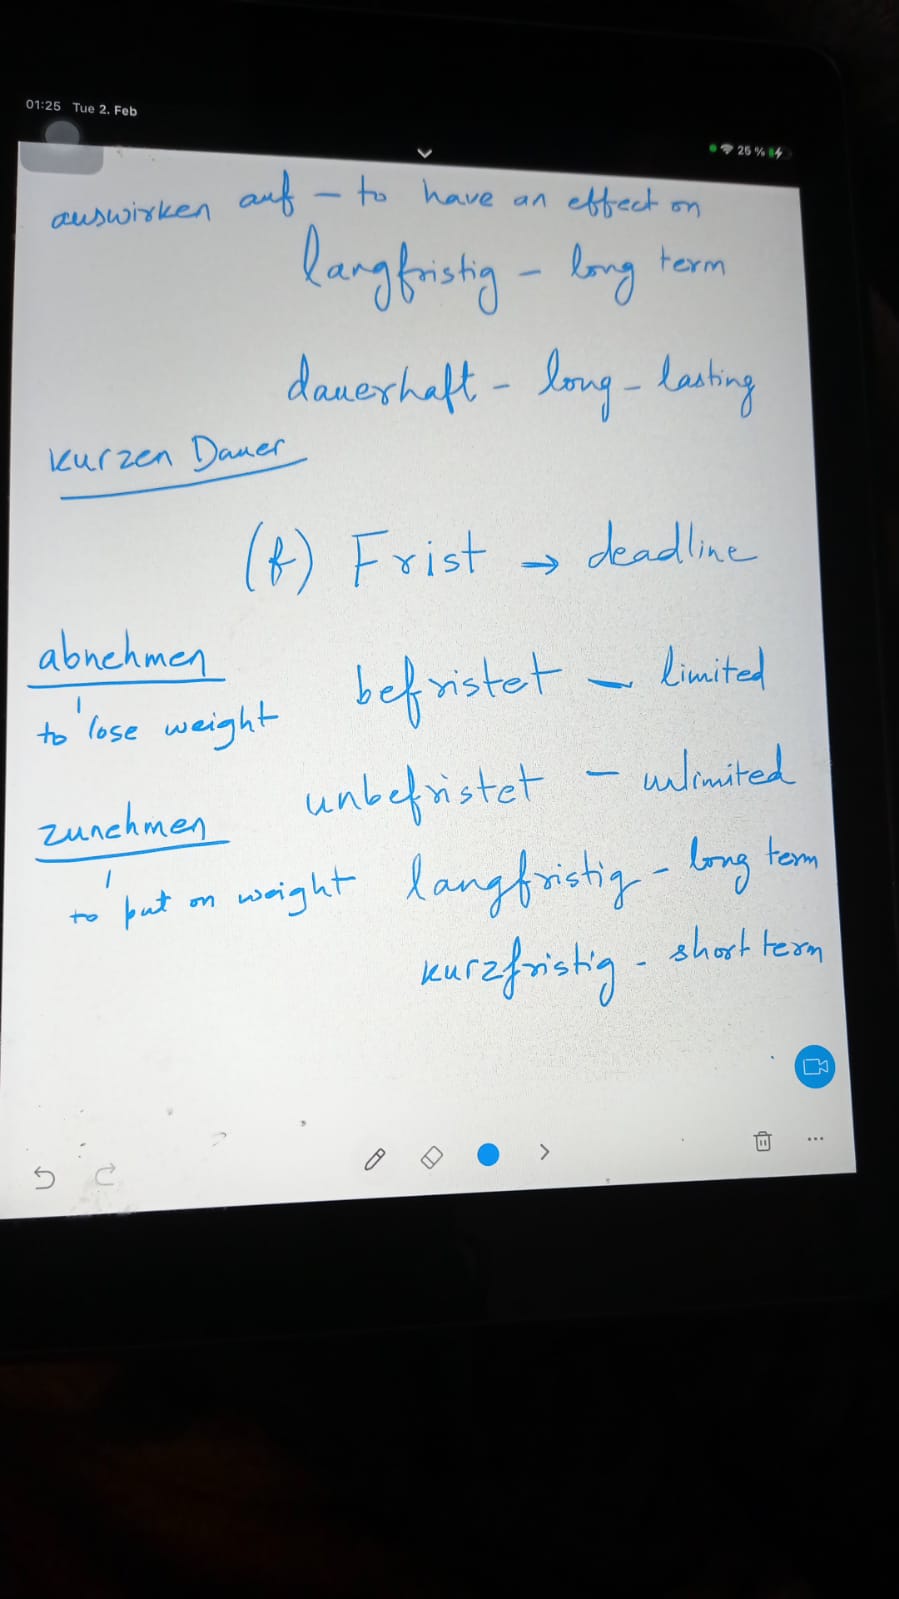 01:25 Tue 2. Feb
25 %
auswirken auf – to have an effect on
langfristig – long term
dauerhaft – long-lasting
kurzen Dauer
(f) Frist → deadline
abnehmen
befristet – limited
to lose weight
unbefristet – unlimited
zunehmen
langfristig - long term
to put on weight
kurzfristig - short term